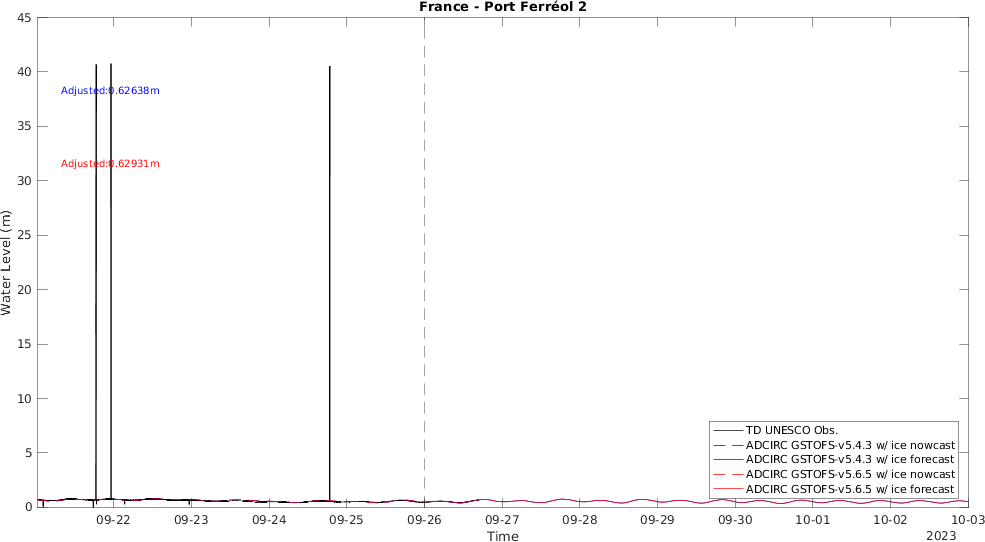 France - Port Ferréol 2
Water Level (m)
45
40
35
30
25
20
15
10
5
0
Adjusted:0.62638m
Adjusted:0.62931m
TD UNESCO Obs.
ADCIRC GSTOFS-v5.4.3 w/ ice nowcast
ADCIRC GSTOFS-v5.4.3 w/ ice forecast
ADCIRC GSTOFS-v5.6.5 w/ ice nowcast
ADCIRC GSTOFS-v5.6.5 w/ ice forecast
09-22 09-23 09-24 09-25 09-26 09-27 09-28 09-29 09-30 10-01 10-02 10-03
Time
2023